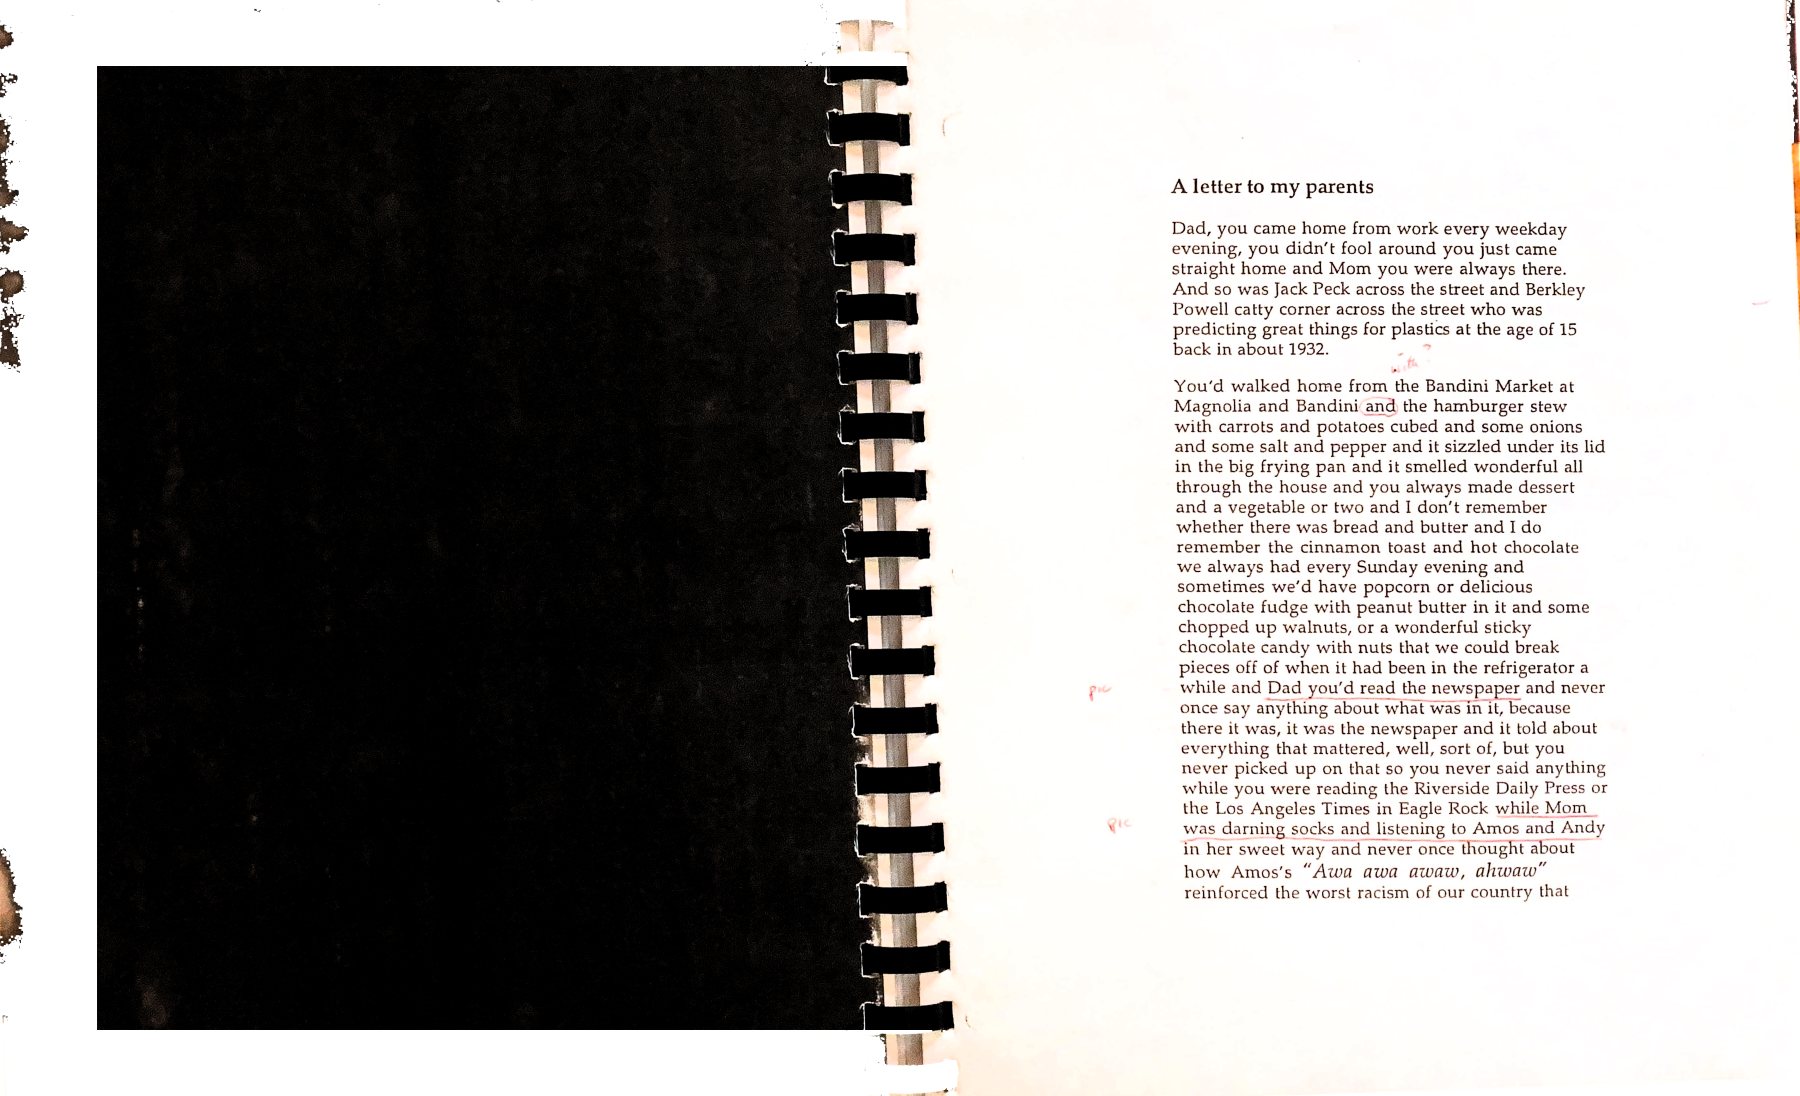 A letter to my parents
Dad, you came home from work every weekday
evening, you didn't fool around you just came
straight home and Mom you were always there.
And so was Jack Peck across the street and Berkley
Powell catty corner across the street who was
predicting great things for plastics at the age of 15
back in about 1932.
with?
You'd walked home from the Bandini Market at
Magnolia and Bandini and the hamburger stew
with carrots and potatoes cubed and some onions
and some salt and pepper and it sizzled under its lid
in the big frying pan and it smelled wonderful all
through the house and you always made dessert
and a vegetable or two and I don't remember
whether there was bread and butter and I do
remember the cinnamon toast and hot chocolate
we always had every Sunday evening and
sometimes we'd have popcorn or delicious
chocolate fudge with peanut butter in it and some
chopped up walnuts, or a wonderful sticky
chocolate candy with nuts that we could break
pieces off of when it had been in the refrigerator a
pic while and Dad you'd read the newspaper and never
once say anything about what was in it, because
there it was, it was the newspaper and it told about
everything that mattered, well, sort of, but you
never picked up on that so you never said anything
while you were reading the Riverside Daily Press or
the Los Angeles Times in Eagle Rock while Mom
pic was darning socks and listening to Amos and Andy
in her sweet way and never once thought about
how Amos's "Awa awa awaw, ahwaw"
reinforced the worst racism of our country that